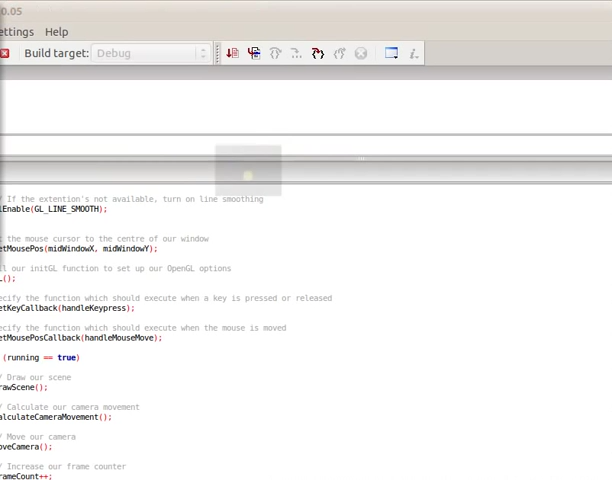 0.05
ettings Help
Build target: Debug
/ If the extention's not available, turn on line smoothing
lEnable(GL_LINE_SMOOTH);
t the mouse cursor to the centre of our window
etMousePos(midWindowX, midWindowY);
ll our initGL function to set up our OpenGL options
L();
ecify the function which should execute when a key is pressed or released
etKeyCallback(handleKeypress);
ecify the function which should execute when the mouse is moved
etMousePosCallback(handleMouseMove);
(running == true)
/ Draw our scene
rawScene();
/ Calculate our camera movement
alculateCameraMovement();
/ Move our camera
oveCamera();
/ Increase our frame counter
rameCount++;